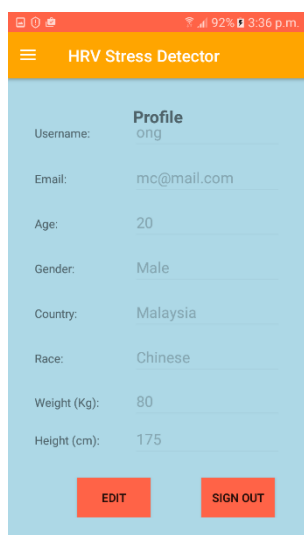 92% 3:36 p.m.
HRV Stress Detector
Profile
Username: ong
Email: mc@mail.com
Age: 20
Gender: Male
Country: Malaysia
Race: Chinese
Weight (Kg): 80
Height (cm): 175
EDIT SIGN OUT